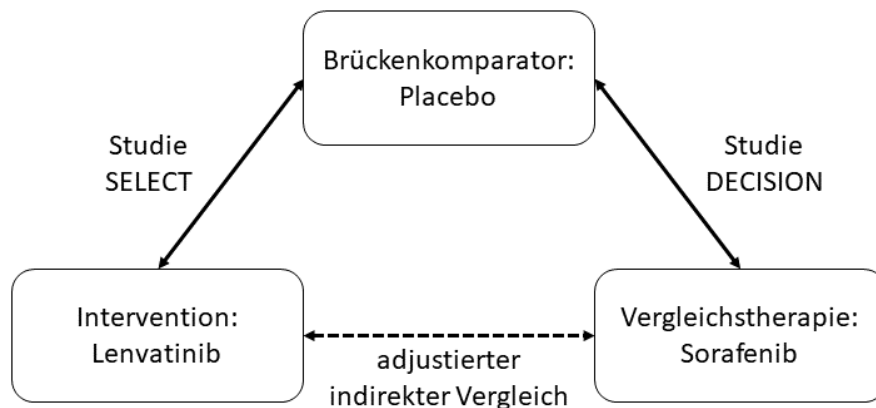 Brückenkomparator:
Placebo
Studie
SELECT
Studie
DECISION
Intervention:
Lenvatinib
adjustierter
indirekter Vergleich
Vergleichstherapie:
Sorafenib